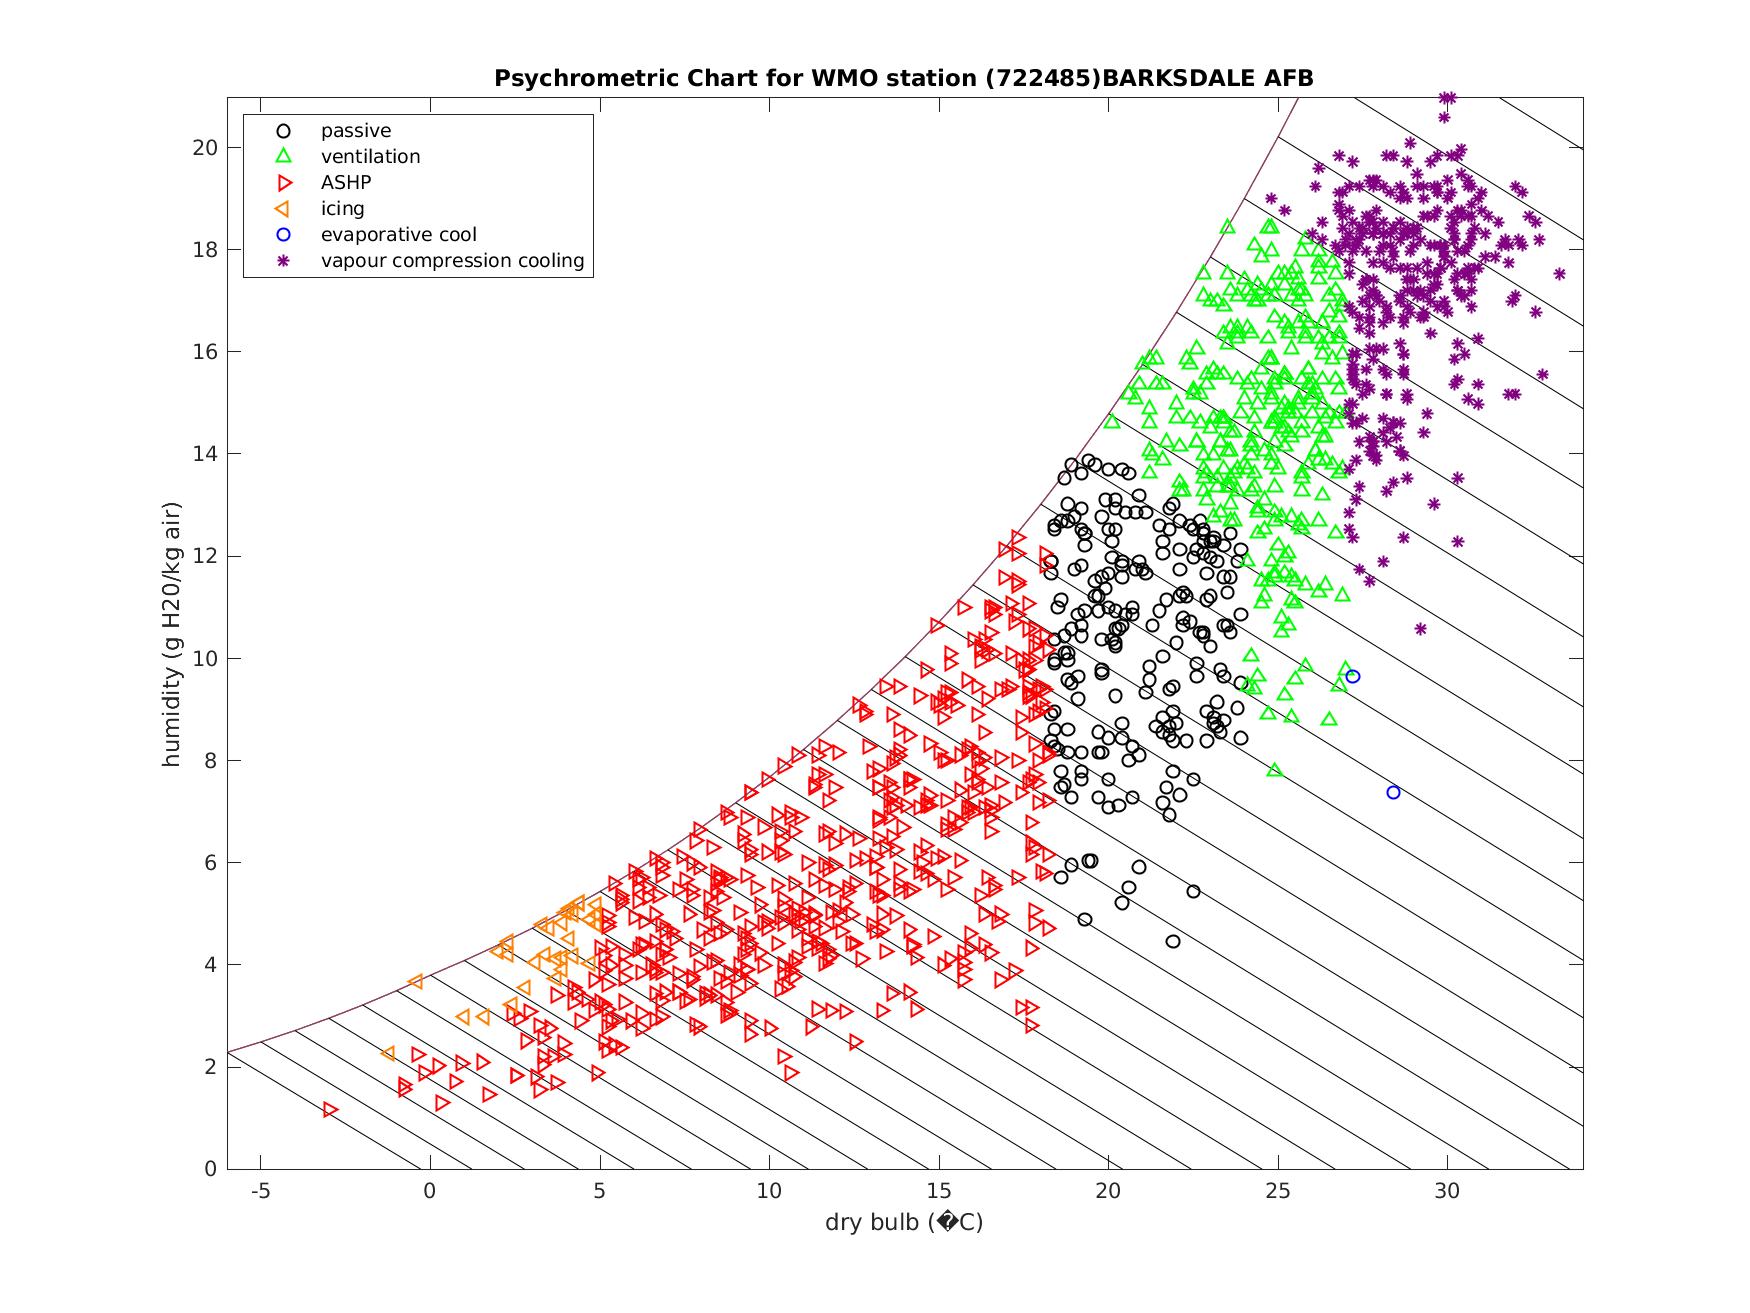 Psychrometric Chart for WMO station (722485)BARKSDALE AFB
passive
ventilation
ASHP
icing
evaporative cool
vapour compression cooling
humidity (g H20/kg air)
20
18
16
14
12
10
8
6
4
2
0
-5 0 5 10 15 20 25 30
dry bulb (�C)